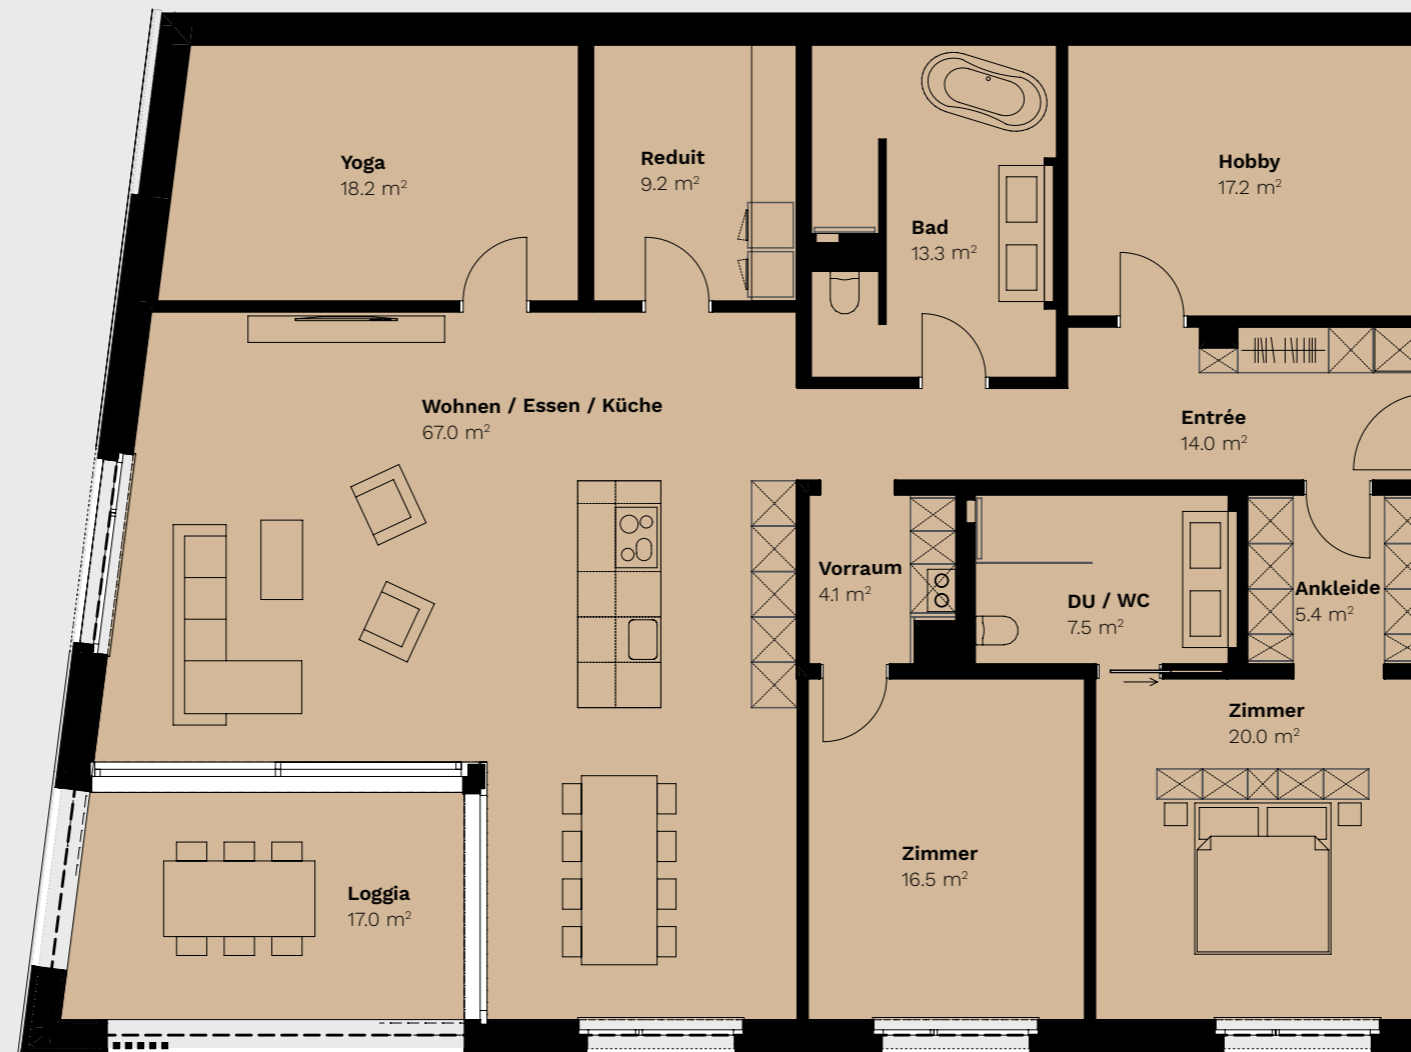 Yoga
18.2 m²
Reduit
9.2 m²
Bad
13.3 m²
Hobby
17.2 m²
Wohnen / Essen / Küche
67.0 m²
Entrée
14.0 m²
Vorraum
4.1 m²
DU / WC
7.5 m²
Ankleide
5.4 m²
Zimmer
20.0 m²
Zimmer
16.5 m²
Loggia
17.0 m²